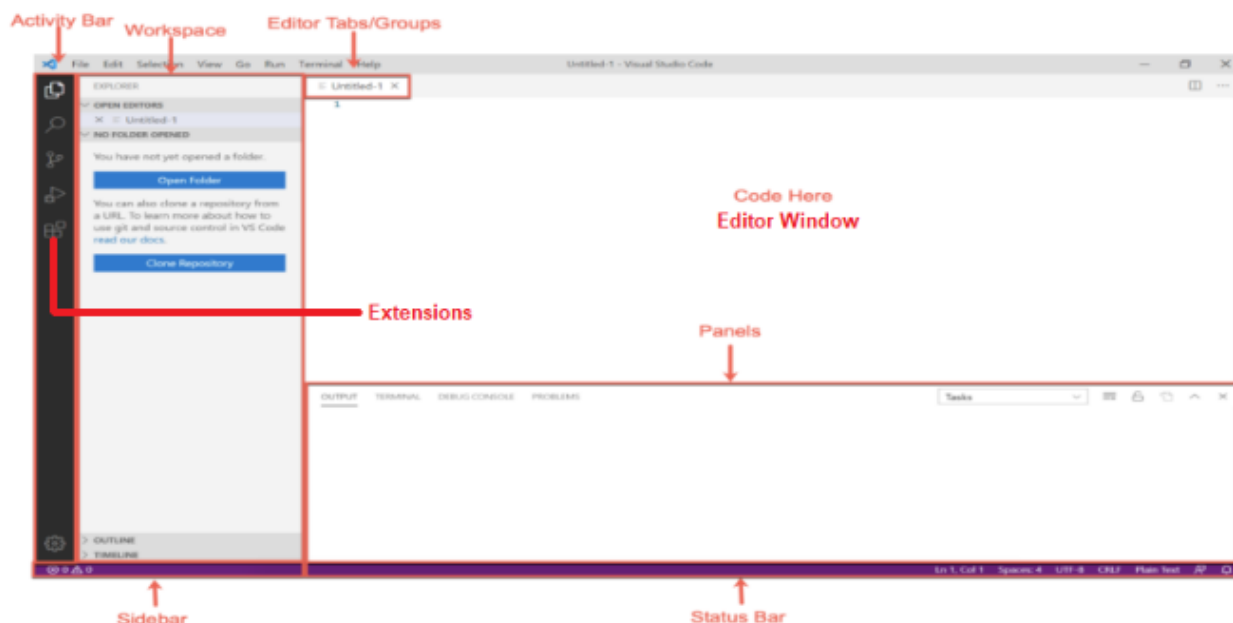 Activity Bar
Workspace
Editor Tabs/Groups
File Edit Selection View Go Run Terminal Help
Untitled-1 - Visual Studio Code
EXPLORER
Untitled-1
OPEN EDITORS
1
Untitled-1
NO FOLDER OPENED
You have not yet opened a folder.
Open Folder
You can also clone a repository from
a URL. To learn more about how to
use git and source control in VS Code
read our docs.
Clone Repository
Code Here
Editor Window
Extensions
Panels
OUTPUT TERMINAL DEBUG CONSOLE PROBLEMS
Tasks
OUTLINE
TIMELINE
0 0
Ln 1, Col 1 Spaces: 4 UTF-8 CRLF Plain Text
Sidebar
Status Bar